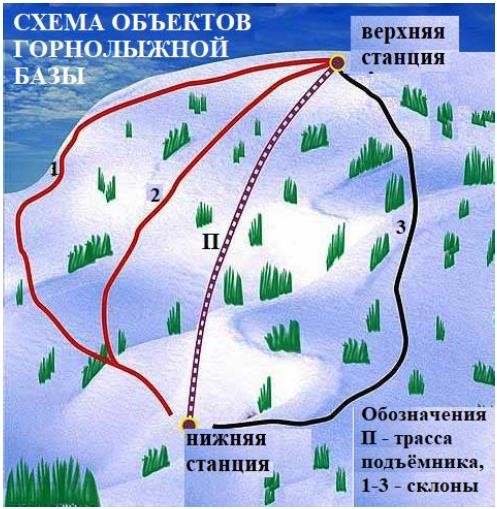 СХЕМА ОБЪЕКТОВ
ГОРНОЛЫЖНОЙ
БАЗЫ
верхняя
станция
1
2
П
3
нижняя
станция
Обозначения
П - трасса
подъёмника,
1-3 - склоны